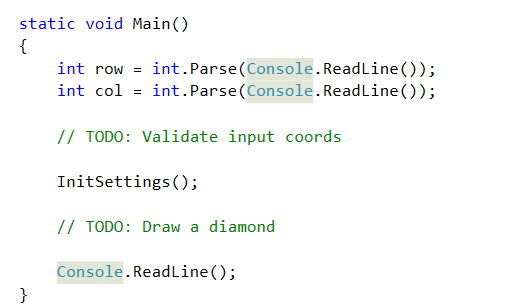 static void Main()
{
int row = int.Parse(Console.ReadLine());
int col = int.Parse(Console.ReadLine());
// TODO: Validate input coords
InitSettings();
// TODO: Draw a diamond
Console.ReadLine();
}